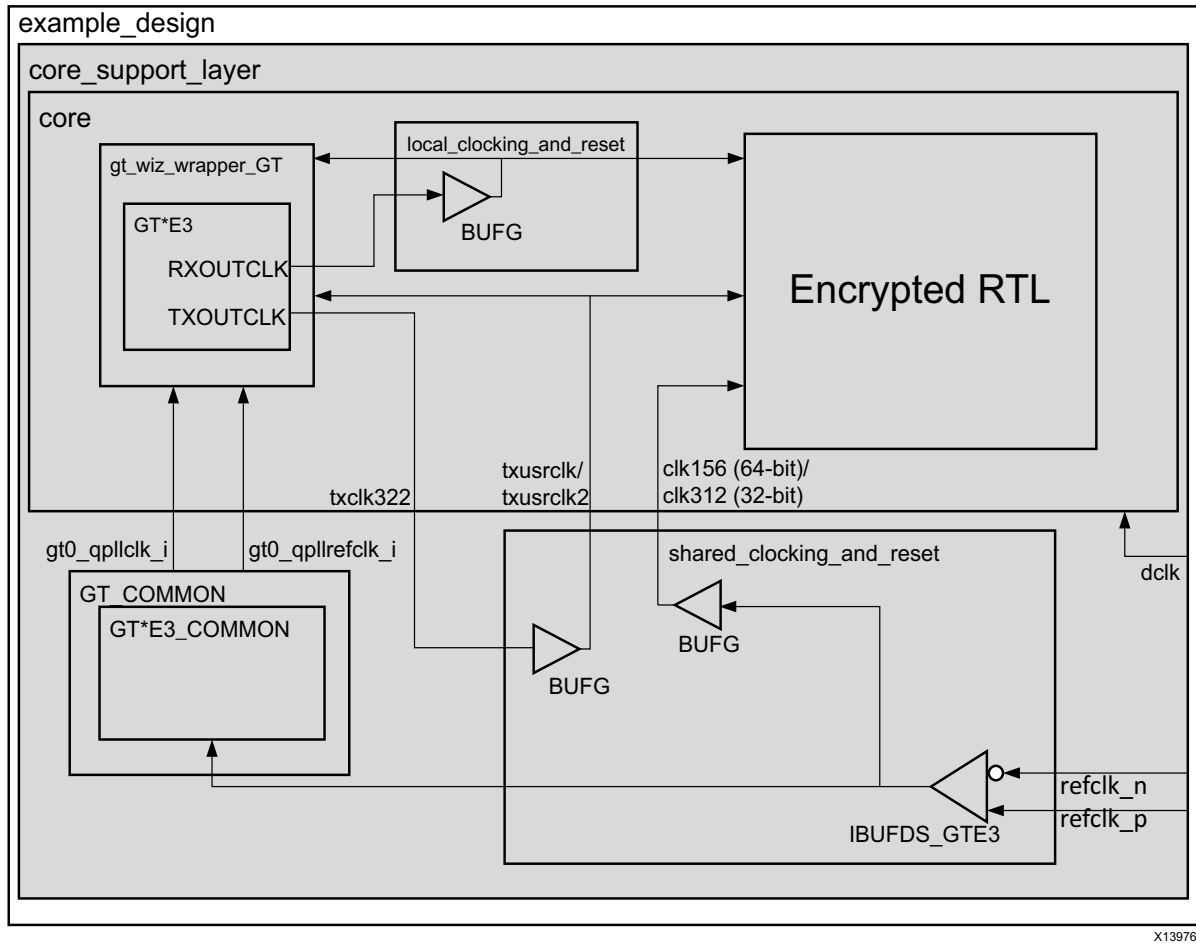 example_design
core_support_layer
core
gt_wiz_wrapper_GT
local_clocking_and_reset
GT*E3
BUFG
RXOUTCLK
TXOUTCLK
Encrypted RTL
txclk322
txusrclk/
txusrclk2
clk156 (64-bit)/
clk312 (32-bit)
gt0_qpllclk_i
gt0_qpllrefclk_i
shared_clocking_and_reset
dclk
GT_COMMON
GT*E3_COMMON
BUFG
BUFG
refclk_n
refclk_p
IBUFDS_GTE3
X13976